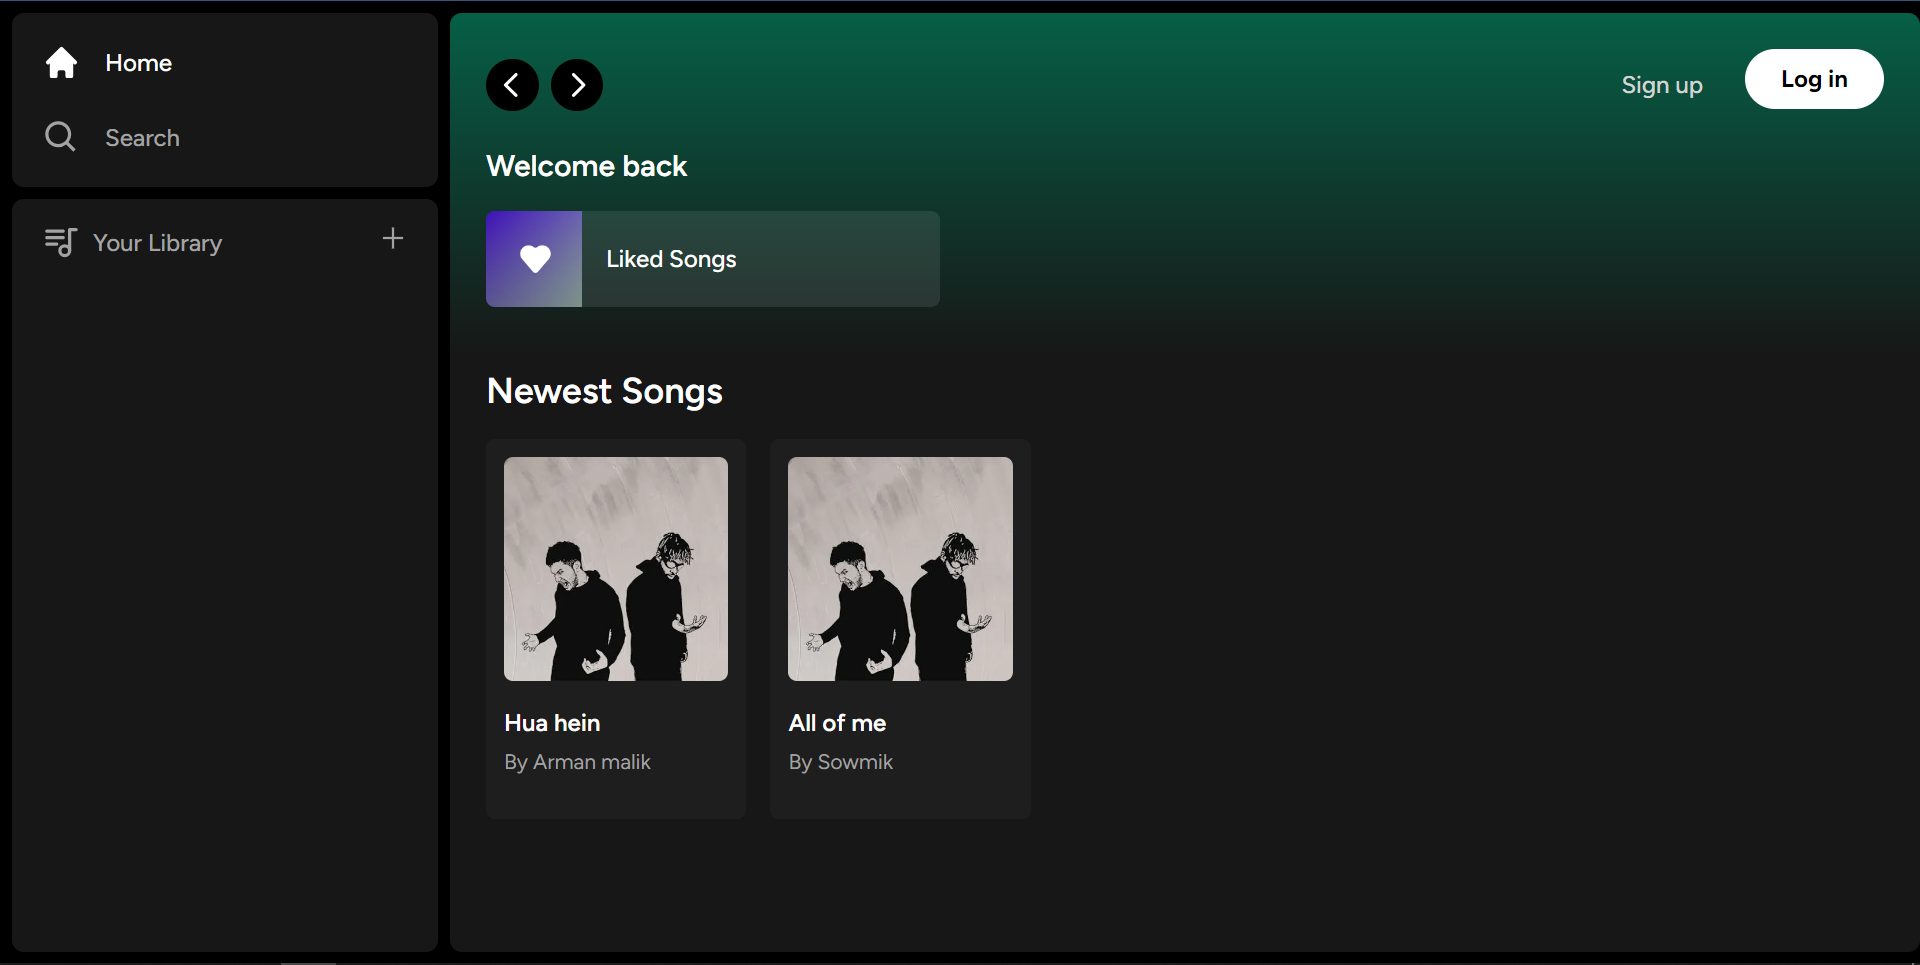 Home
Search
Your Library
Sign up
Log in
Welcome back
Liked Songs
Newest Songs
Hua hein
By Arman malik
All of me
By Sowmik